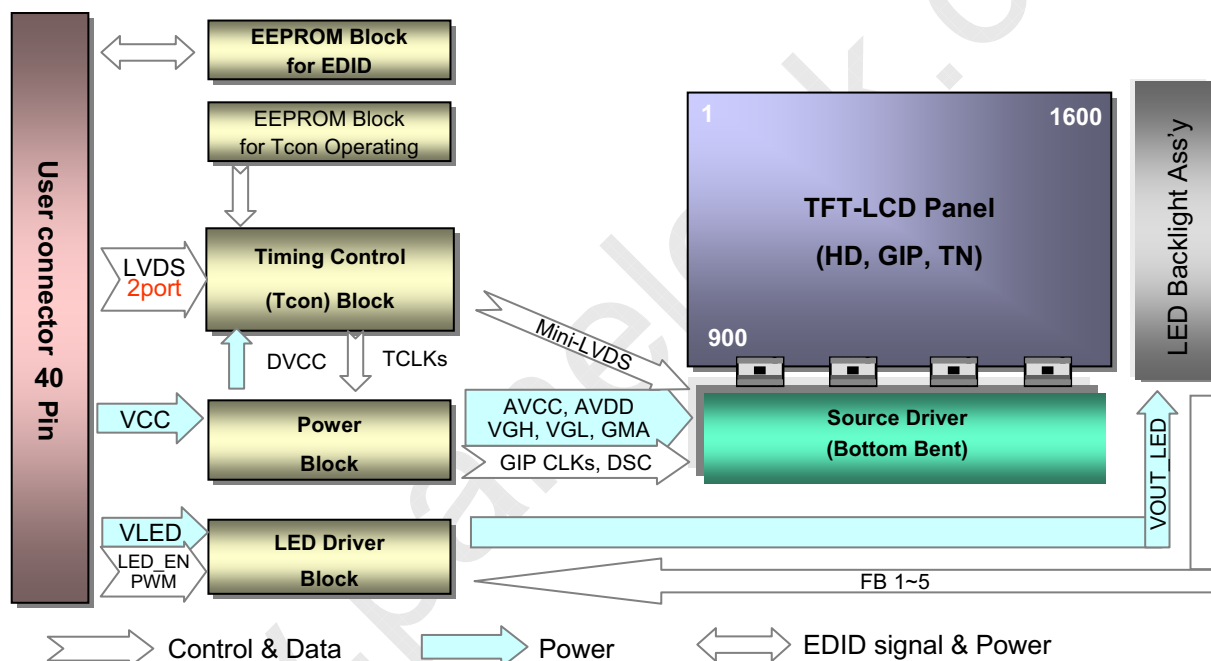 User connector 40 Pin
EEPROM Block
for EDID
EEPROM Block
for Tcon Operating
LVDS
2port
Timing Control
(Tcon) Block
DVCC
TCLKs
VCC
Power
Block
VLED
LED_EN
PWM
LED Driver
Block
Mini-LVDS
AVCC, AVDD
VGH, VGL, GMA
GIP CLKs, DSC
1
1600
TFT-LCD Panel
(HD, GIP, TN)
900
Source Driver
(Bottom Bent)
LED Backlight Ass'y
VOUT_LED
FB 1~5
Control & Data
Power
EDID signal & Power